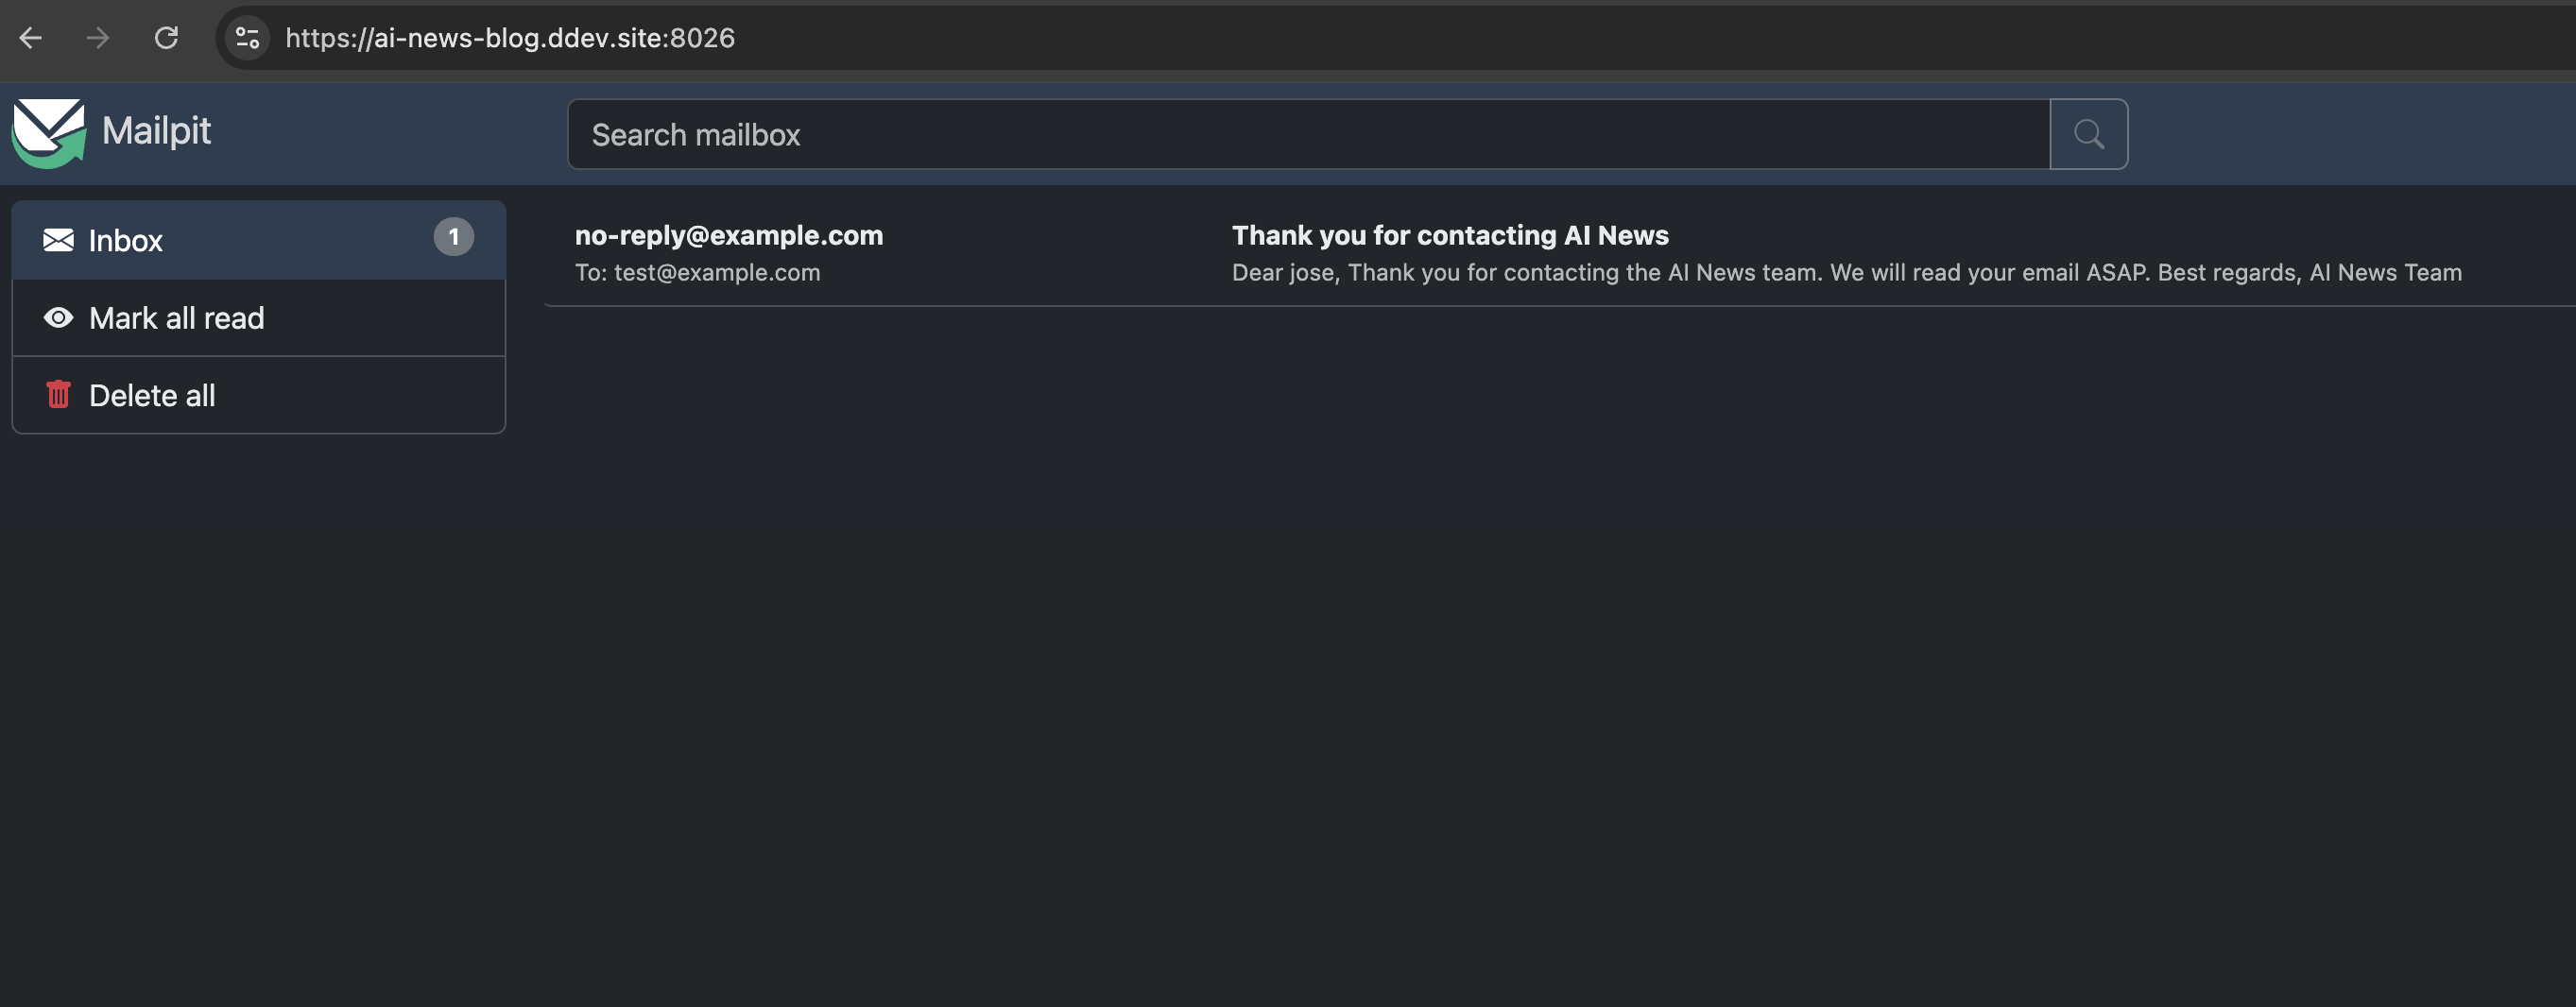 https://ai-news-blog.ddev.site:8026
Mailpit
Search mailbox
Inbox 1
Mark all read
Delete all
no-reply@example.com
To: test@example.com
Thank you for contacting AI News
Dear jose, Thank you for contacting the AI News team. We will read your email ASAP. Best regards, AI News Team